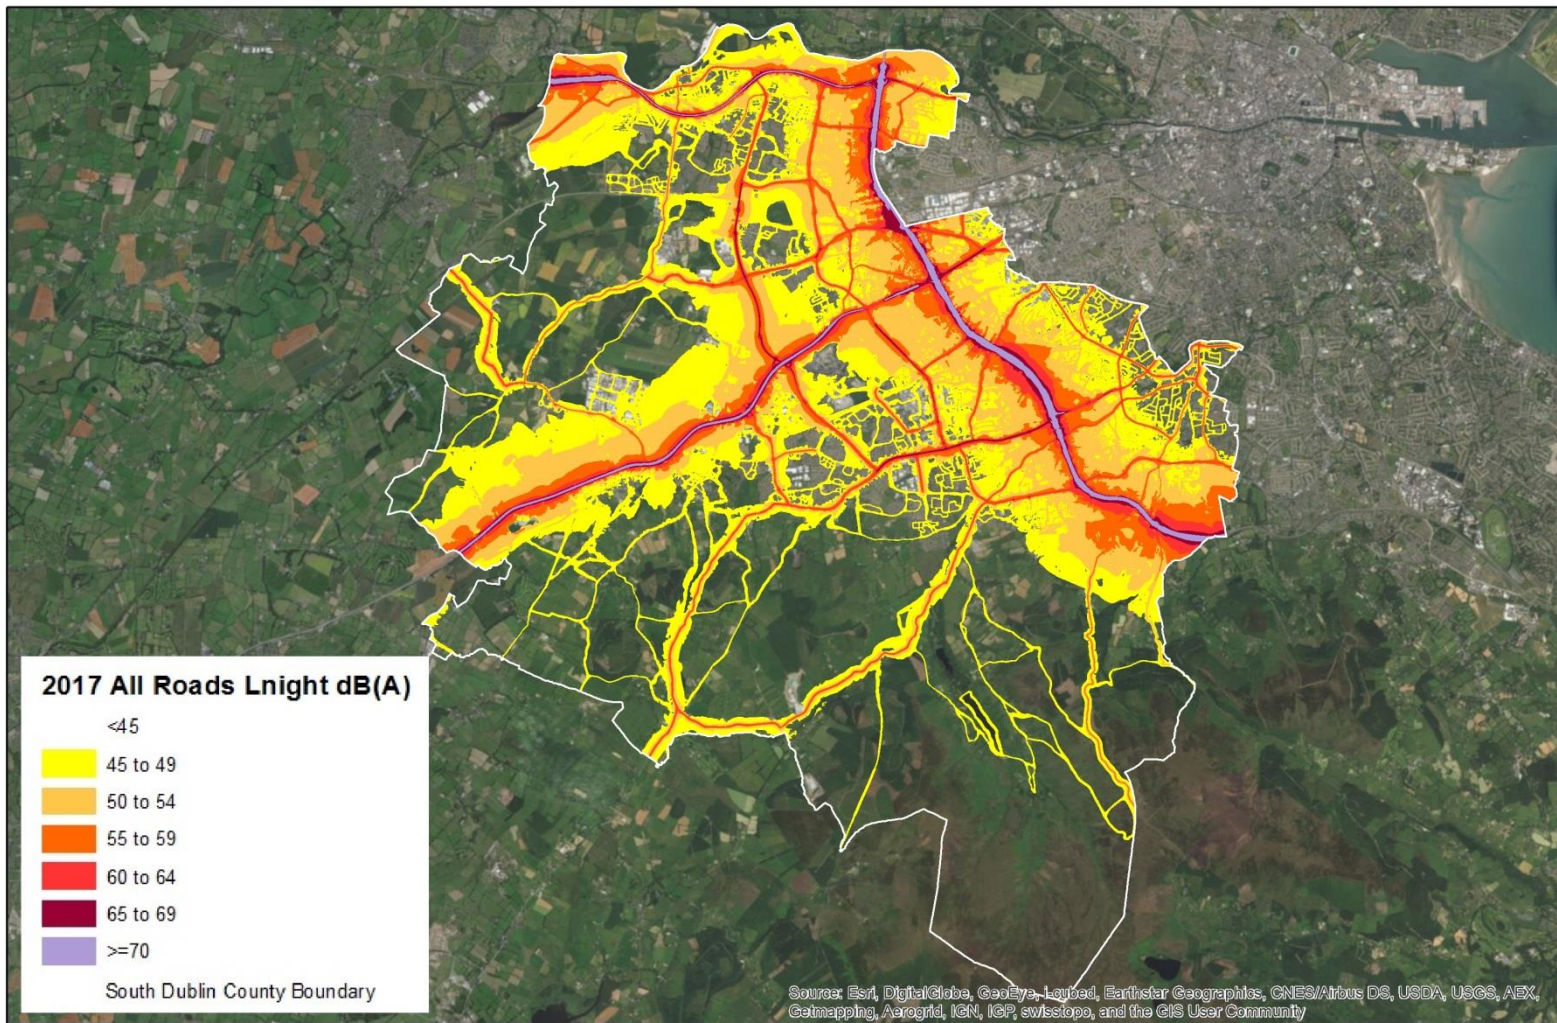 2017 All Roads Lnight dB(A)
<45
45 to 49
50 to 54
55 to 59
60 to 64
65 to 69
>=70
South Dublin County Boundary
Source: Esri, DigitalGlobe, GeoEye, i-cubed, Earthstar Geographics, CNES/Airbus DS, USDA, USGS, AEX,
Getmapping, Aerogrid, IGN, IGP, swisstopo, and the GIS User Community